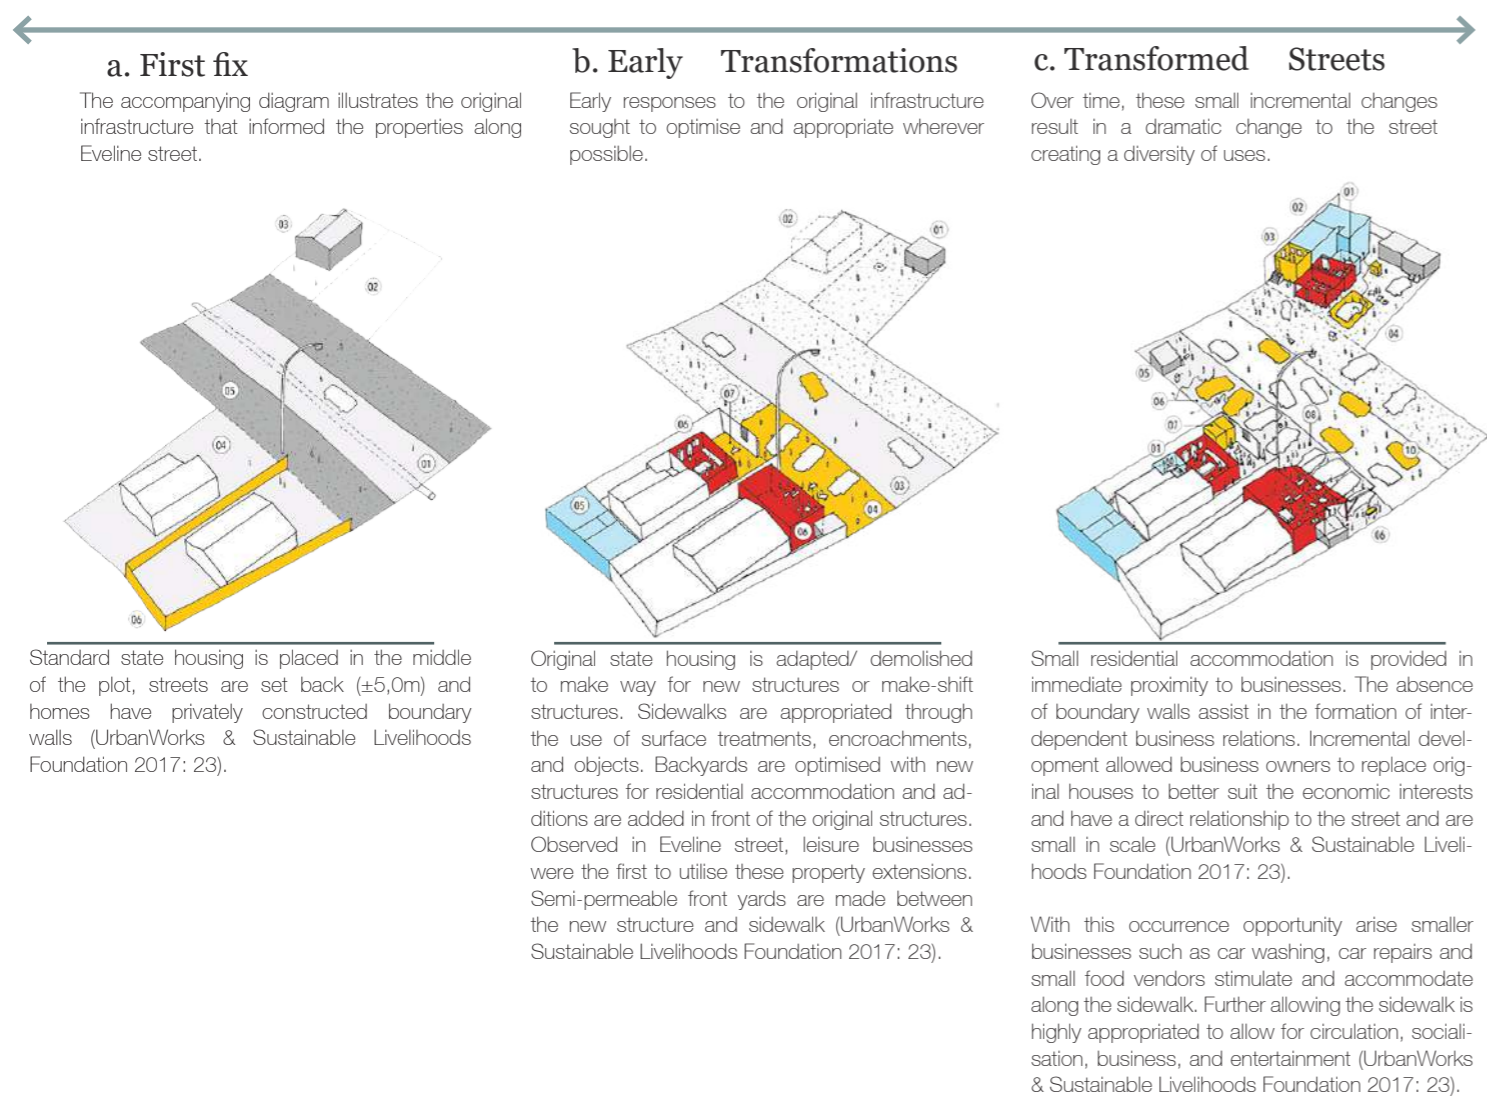 a. First fix
The accompanying diagram illustrates the original
infrastructure that informed the properties along
Eveline street.
03
02
05
04
01
06
Standard state housing is placed in the middle
of the plot, streets are set back (±5,0m) and
homes have privately constructed boundary
walls (UrbanWorks & Sustainable Livelihoods
Foundation 2017: 23).
b. Early Transformations
Early responses to the original infrastructure
sought to optimise and appropriate wherever
possible.
02
01
07
06
03
05
04
06
Original state housing is adapted/ demolished
to make way for new structures or make-shift
structures. Sidewalks are appropriated through
the use of surface treatments, encroachments,
and objects. Backyards are optimised with new
structures for residential accommodation and ad-
ditions are added in front of the original structures.
Observed in Eveline street, leisure businesses
were the first to utilise these property extensions.
Semi-permeable front yards are made between
the new structure and sidewalk (UrbanWorks &
Sustainable Livelihoods Foundation 2017: 23).
c. Transformed Streets
Over time, these small incremental changes
result in a dramatic change to the street
creating a diversity of uses.
01
02
03
04
05
06
08
07
01
10
06
Small residential accommodation is provided in
immediate proximity to businesses. The absence
of boundary walls assist in the formation of inter-
dependent business relations. Incremental devel-
opment allowed business owners to replace orig-
inal houses to better suit the economic interests
and have a direct relationship to the street and are
small in scale (UrbanWorks & Sustainable Liveli-
hoods Foundation 2017: 23).
With this occurrence opportunity arise smaller
businesses such as car washing, car repairs and
small food vendors stimulate and accommodate
along the sidewalk. Further allowing the sidewalk is
highly appropriated to allow for circulation, sociali-
sation, business, and entertainment (UrbanWorks
& Sustainable Livelihoods Foundation 2017: 23).